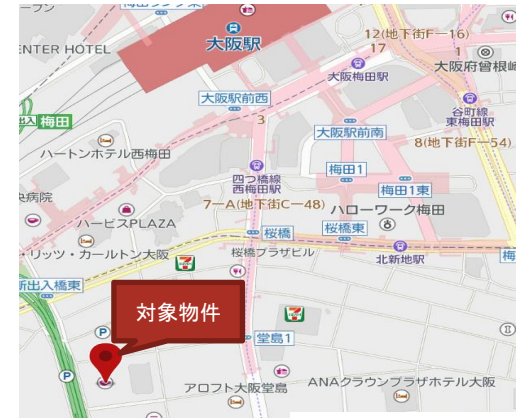 大阪駅
12(地下街F-16)
17
1
ENTER HOTEL
大阪府曽根崎
大阪梅田駅
大阪駅前西
梅田
3
谷町線
東梅田駅
大阪駅前南
8(地下街F-54)
ハートンホテル西梅田
四つ橋線
西梅田駅
梅田1
梅田1東
央病院
7-A(地下街C-48)
ハローワーク梅田
ハービスPLAZA
桜橋
桜橋東
・リッツ・カールトン大阪
桜橋プラザビル
北新地駅
梅
新出入橋東
対象物件
堂島1
アロフト大阪堂島
ANAクラウンプラザホテル大阪